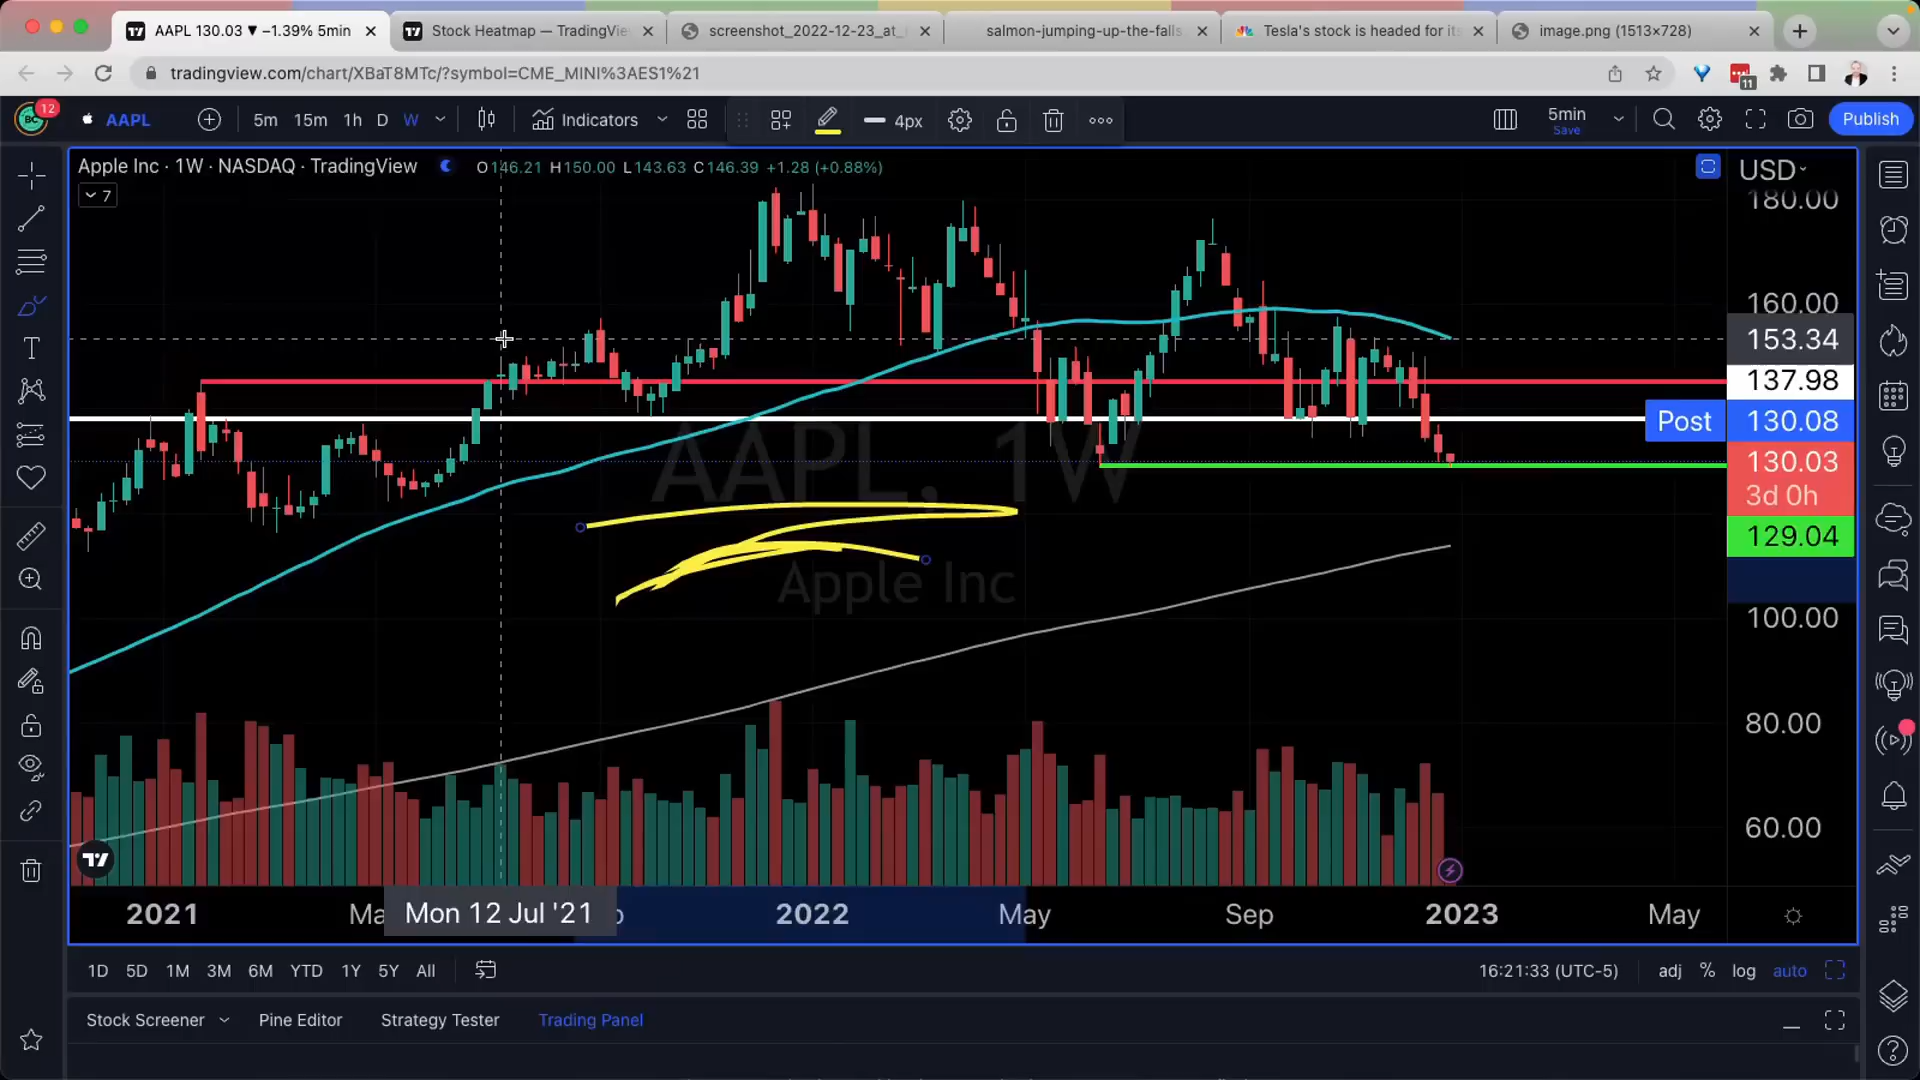 AAPL 130.03 ▼ −1.39% 5min
Stock Heatmap — TradingVie
screenshot_2022-12-23_at_
salmon-jumping-up-the-falls
Tesla's stock is headed for its
image.png (1513×728)
tradingview.com/chart/XBaT8MTc/?symbol=CME_MINI%3AES1%21
11
12
AAPL
5m
15m
1h
D
W
Indicators
4px
5min
Save
Publish
Apple Inc · 1W · NASDAQ · TradingView
O146.21 H150.00 L143.63 C146.39 +1.28 (+0.88%)
7
USD
180.00
160.00
153.34
137.98
Post
130.08
130.03
3d 0h
129.04
100.00
80.00
60.00
AAPL, 1W
Apple Inc
2021
Ma
Mon 12 Jul '21
2022
May
Sep
2023
May
1D
5D
1M
3M
6M
YTD
1Y
5Y
All
16:21:33 (UTC-5)
adj
%
log
auto
Stock Screener
Pine Editor
Strategy Tester
Trading Panel